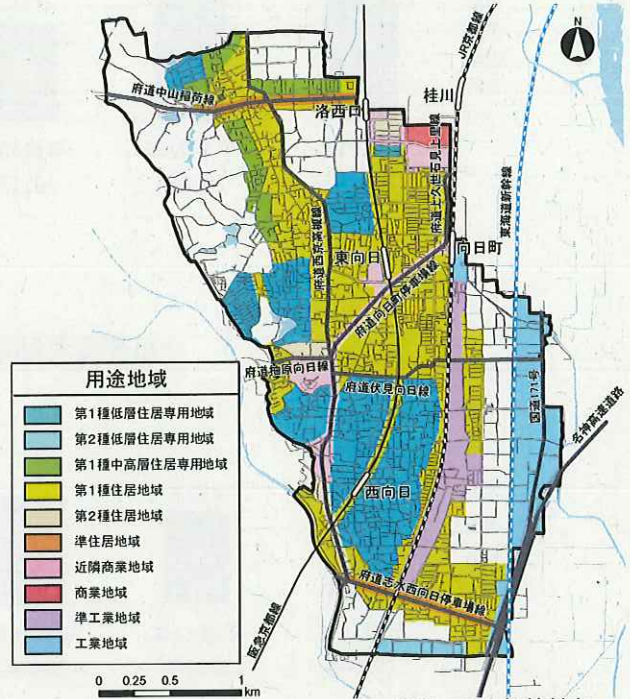 N
JR京都線
桂川
府道中山稲荷線
洛西口
府道上久世石見上里線
東海道新幹線
向日町
東向日
府道西京高槻線
府道向日町停車場線
用途地域
第1種低層住居専用地域
第2種低層住居専用地域
第1種中高層住居専用地域
第1種住居地域
第2種住居地域
準住居地域
近隣商業地域
商業地域
準工業地域
工業地域
府道柚原向日線
府道伏見向日線
国道171号
名神高速道路
西向日
府道志水西向日停車場線
阪急京都線
0 0.25 0.5 1
km